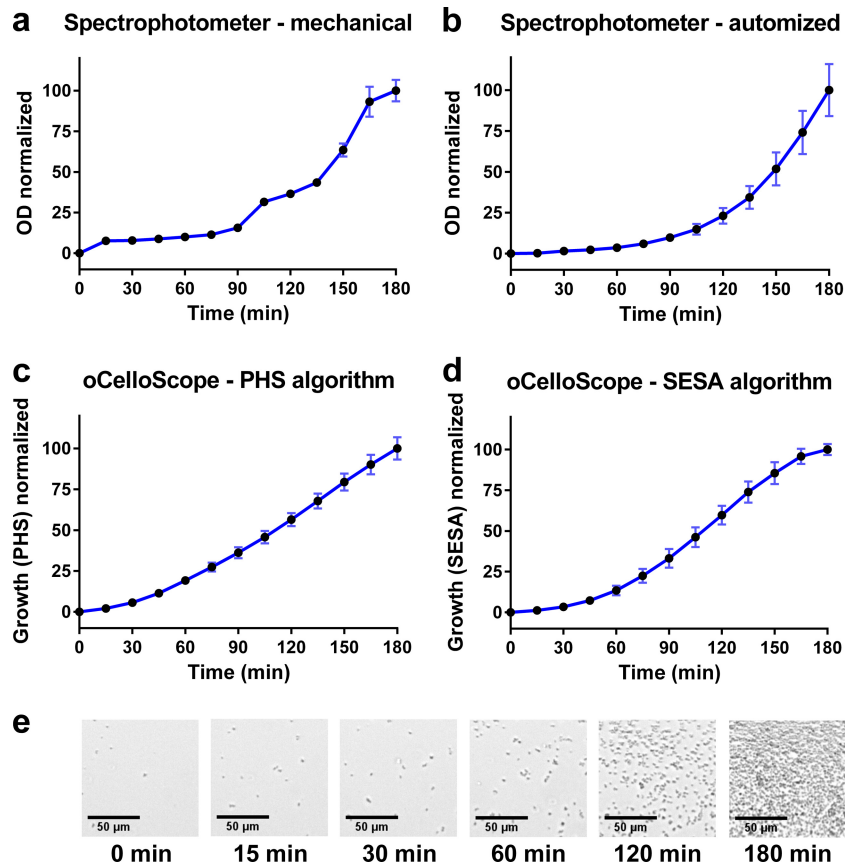 a Spectrophotometer - mechanical
OD normalized
100
75
50
25
0
0 30 60 90 120 150 180
Time (min)
b Spectrophotometer - automized
OD normalized
100
75
50
25
0
0 30 60 90 120 150 180
Time (min)
c oCelloScope - PHS algorithm
Growth (PHS) normalized
100
75
50
25
0
0 30 60 90 120 150 180
Time (min)
d oCelloScope - SESA algorithm
Growth (SESA) normalized
100
75
50
25
0
0 30 60 90 120 150 180
Time (min)
e
50 µm 50 µm 50 µm 50 µm 50 µm 50 µm
0 min 15 min 30 min 60 min 120 min 180 min